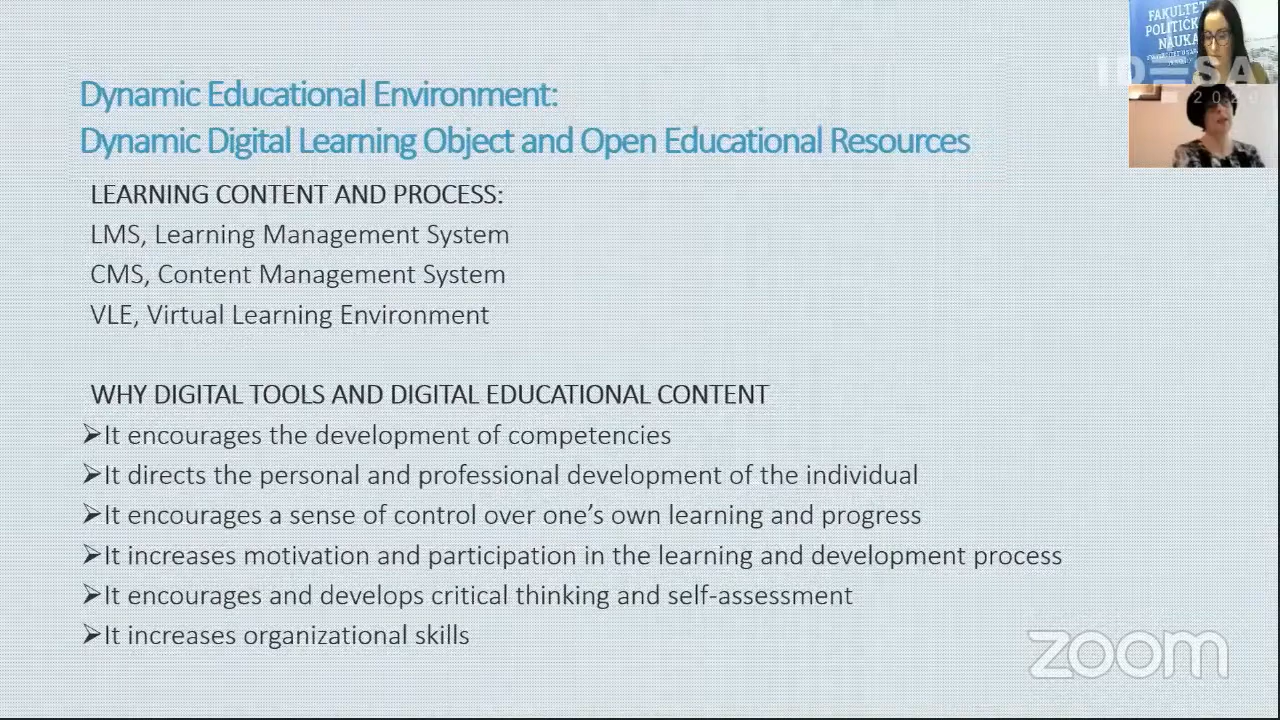 Dynamic Educational Environment:
Dynamic Digital Learning Object and Open Educational Resources
LEARNING CONTENT AND PROCESS:
LMS, Learning Management System
CMS, Content Management System
VLE, Virtual Learning Environment
WHY DIGITAL TOOLS AND DIGITAL EDUCATIONAL CONTENT
➢It encourages the development of competencies
➢It directs the personal and professional development of the individual
➢It encourages a sense of control over one’s own learning and progress
➢It increases motivation and participation in the learning and development process
➢It encourages and develops critical thinking and self-assessment
➢It increases organizational skills
FAKULTET
POLITIČK
NAUKA
2020
zoom